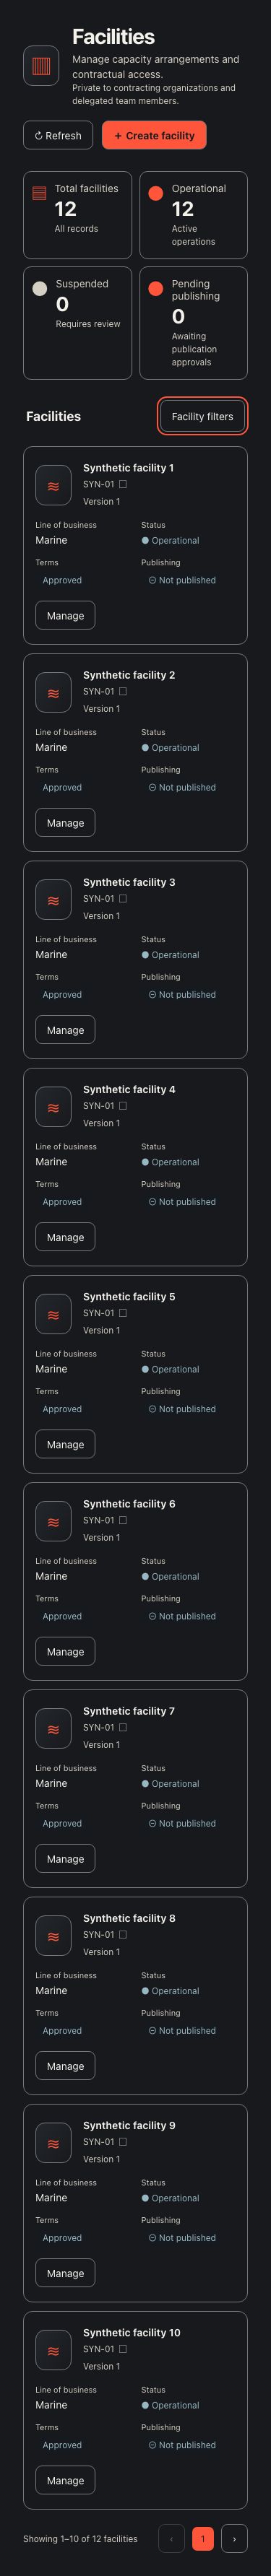 Facilities
Manage capacity arrangements and
contractual access.
Private to contracting organizations and
delegated team members.
Refresh
+ Create facility
Total facilities
12
All records
Operational
12
Active
operations
Suspended
0
Requires review
Pending
publishing
0
Awaiting
publication
approvals
Facilities
Facility filters
Synthetic facility 1
SYN-01
Version 1
Line of business
Status
Marine
Operational
Terms
Publishing
Approved
Not published
Manage
Synthetic facility 2
SYN-01
Version 1
Line of business
Status
Marine
Operational
Terms
Publishing
Approved
Not published
Manage
Synthetic facility 3
SYN-01
Version 1
Line of business
Status
Marine
Operational
Terms
Publishing
Approved
Not published
Manage
Synthetic facility 4
SYN-01
Version 1
Line of business
Status
Marine
Operational
Terms
Publishing
Approved
Not published
Manage
Synthetic facility 5
SYN-01
Version 1
Line of business
Status
Marine
Operational
Terms
Publishing
Approved
Not published
Manage
Synthetic facility 6
SYN-01
Version 1
Line of business
Status
Marine
Operational
Terms
Publishing
Approved
Not published
Manage
Synthetic facility 7
SYN-01
Version 1
Line of business
Status
Marine
Operational
Terms
Publishing
Approved
Not published
Manage
Synthetic facility 8
SYN-01
Version 1
Line of business
Status
Marine
Operational
Terms
Publishing
Approved
Not published
Manage
Synthetic facility 9
SYN-01
Version 1
Line of business
Status
Marine
Operational
Terms
Publishing
Approved
Not published
Manage
Synthetic facility 10
SYN-01
Version 1
Line of business
Status
Marine
Operational
Terms
Publishing
Approved
Not published
Manage
Showing 1–10 of 12 facilities
‹ 1 ›